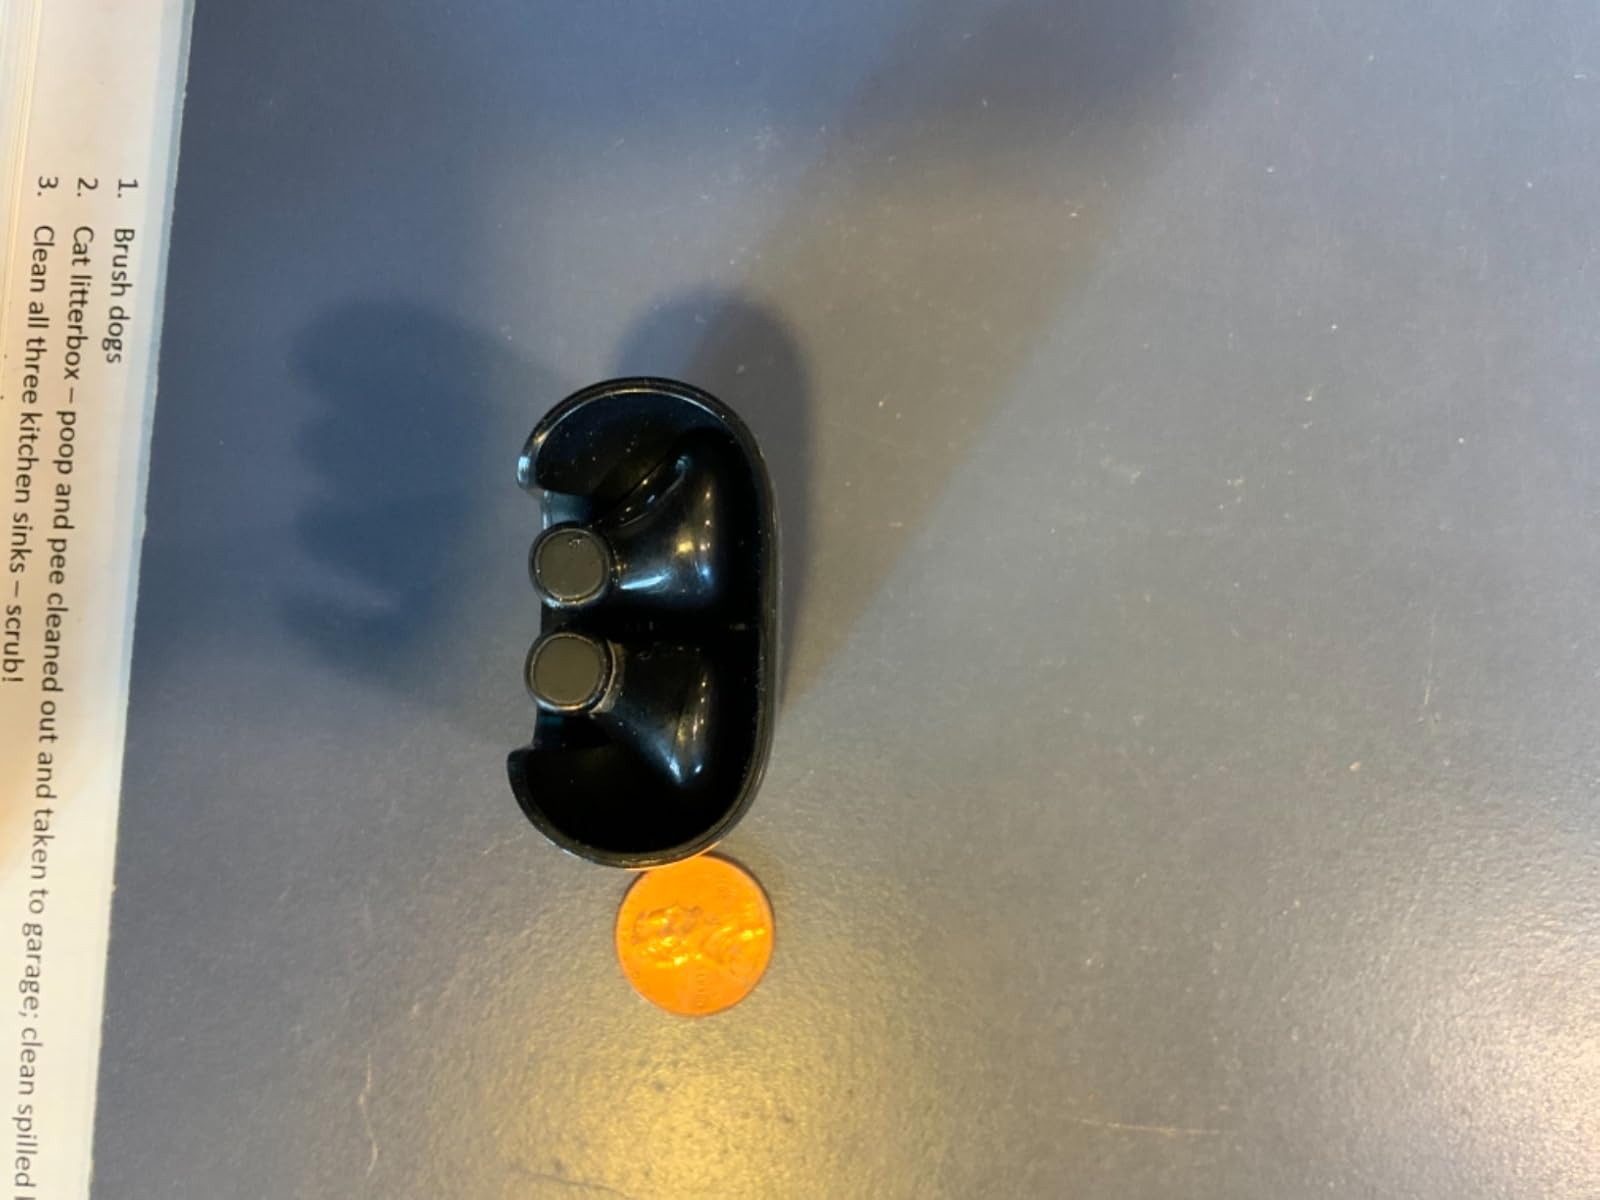 1. Brush dogs
2. Cat litterbox – poop and pee cleaned out and taken to garage; clean spilled
3. Clean all three kitchen sinks – scrub!